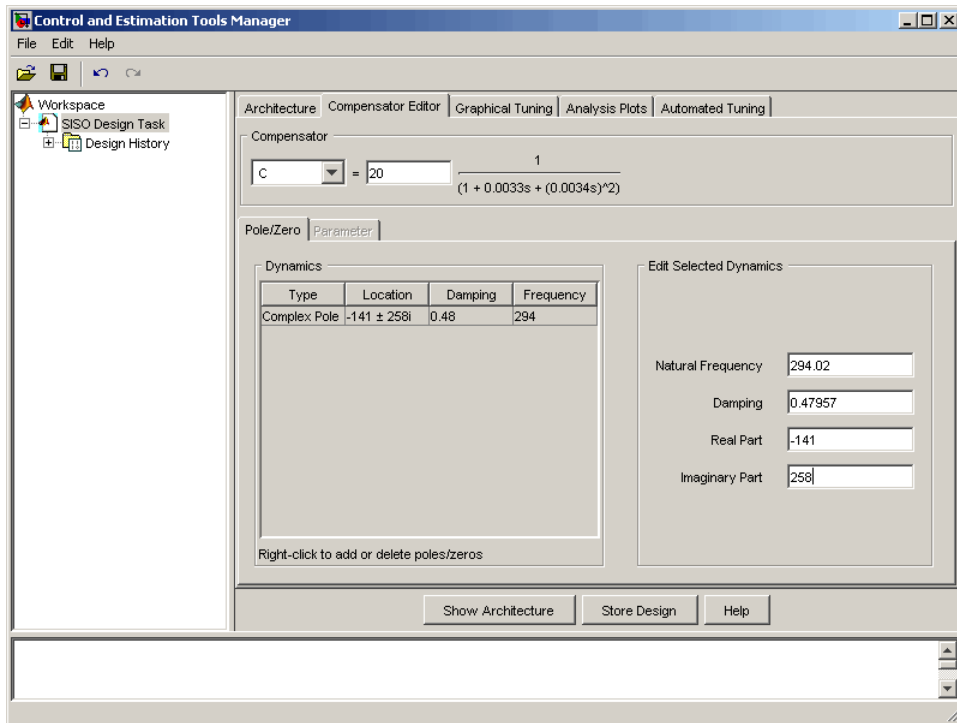 Control and Estimation Tools Manager
File Edit Help
Workspace
SISO Design Task
Design History
Architecture Compensator Editor Graphical Tuning Analysis Plots Automated Tuning
Compensator
C = 20
1
(1 + 0.0033s + (0.0034s)^2)
Pole/Zero Parameter
Dynamics
Type Location Damping Frequency
Complex Pole -141 ± 258i 0.48 294
Right-click to add or delete poles/zeros
Edit Selected Dynamics
Natural Frequency 294.02
Damping 0.47957
Real Part -141
Imaginary Part 258
Show Architecture Store Design Help